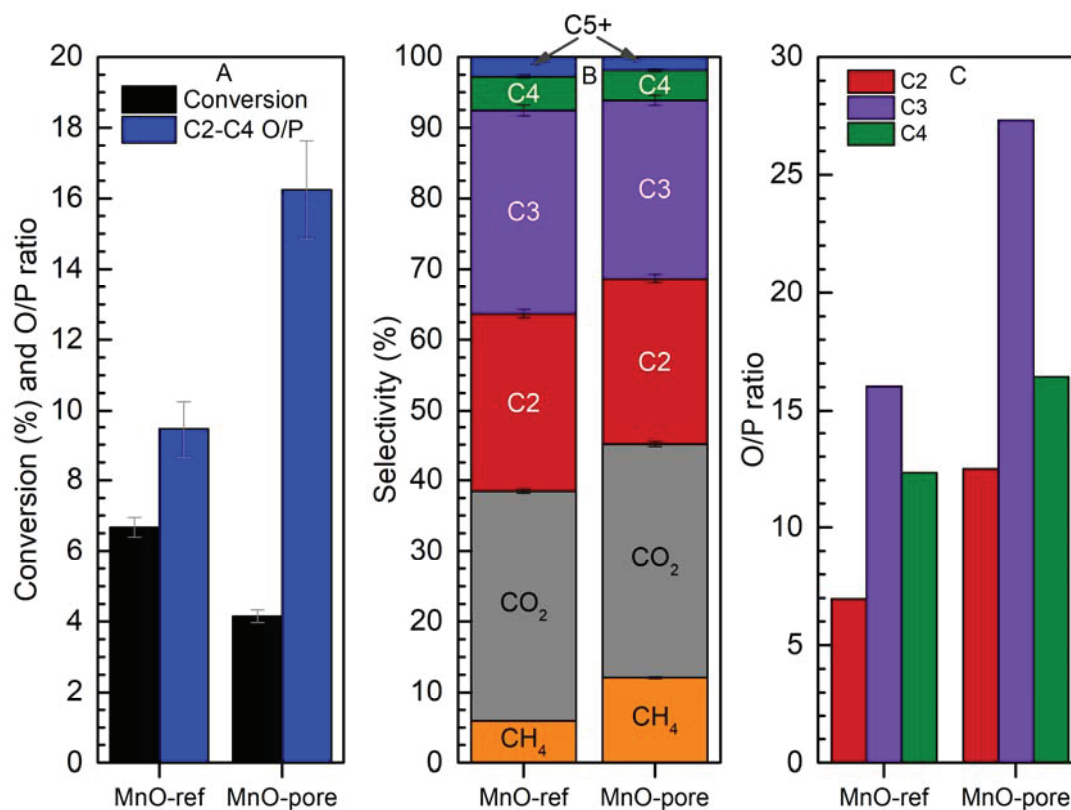 A
Conversion
C2-C4 O/P
Conversion (%) and O/P ratio
20
18
16
14
12
10
8
6
4
2
0
MnO-ref MnO-pore
C5+
B
Selectivity (%)
100
90
80
70
60
50
40
30
20
10
0
C4
C3
C2
CO₂
CH₄
C4
C3
C2
CO₂
CH₄
MnO-ref MnO-pore
C
C2
C3
C4
O/P ratio
30
25
20
15
10
5
0
MnO-ref MnO-pore